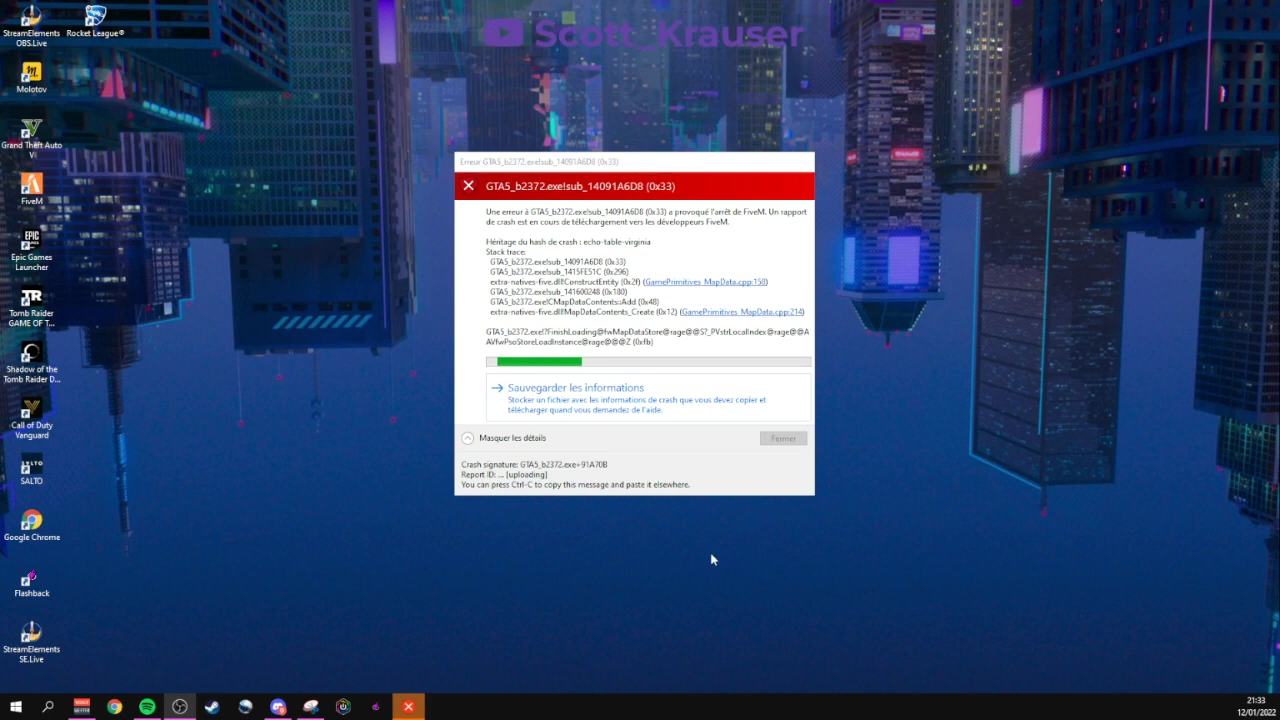 StreamElements
OBS.Live
Rocket League®
Scott_Krauser
Molotov
Grand Theft Auto
V
FiveM
Epic Games
Launcher
Tomb Raider
GAME OF T...
Shadow of the
Tomb Raider D...
Call of Duty
Vanguard
SALTO
Google Chrome
Flashback
StreamElements
SE.Live
Erreur GTA5_b2372.exe!sub_14091A6D8 (0x33)
GTA5_b2372.exe!sub_14091A6D8 (0x33)
Une erreur à GTA5_b2372.exe!sub_14091A6D8 (0x33) a provoqué l'arrêt de FiveM. Un rapport
de crash est en cours de téléchargement vers les développeurs FiveM.
Héritage du hash de crash : echo-table-virginia
Stack trace:
GTA5_b2372.exe!sub_14091A6D8 (0x33)
GTA5_b2372.exe!sub_1415FE51C (0x296)
extra-natives-five.dll!ConstructEntity (0x2f) (GamePrimitives_MapData.cpp:158)
GTA5_b2372.exe!sub_141600248 (0x180)
GTA5_b2372.exe!CMapDataContents::Add (0x48)
extra-natives-five.dll!MapDataContents_Create (0x12) (GamePrimitives_MapData.cpp:214)
GTA5_b2372.exe!?FinishLoading@fwMapDataStore@rage@@S?_PVstrLocalIndex@rage@@A
AVfwPsoStoreLoadInstance@rage@@@Z (0xfb)
Sauvegarder les informations
Stocker un fichier avec les informations de crash que vous devez copier et
télécharger quand vous demandez de l'aide.
Masquer les détails
Fermer
Crash signature: GTA5_b2372.exe+91A70B
Report ID: ... [uploading]
You can press Ctrl-C to copy this message and paste it elsewhere.
21:33
12/01/2022